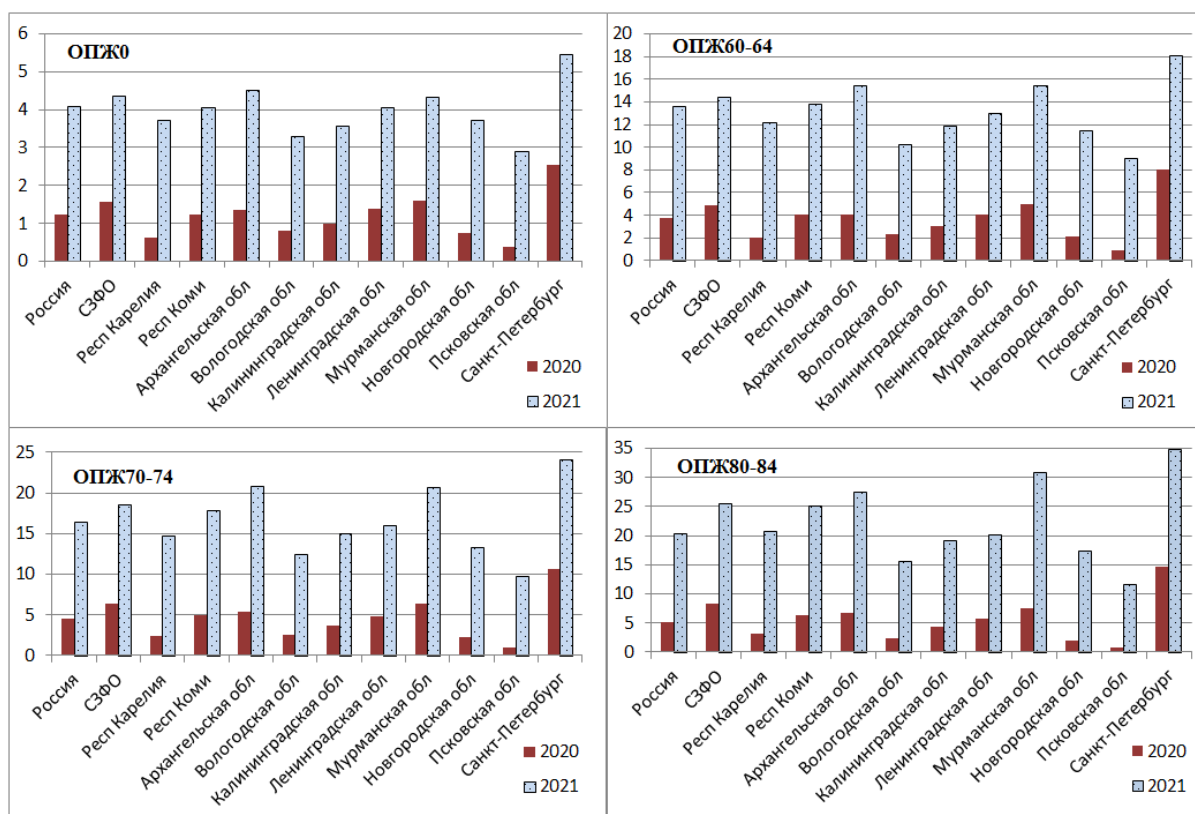 ОПЖ0
6
5
4
3
2
1
0
Россия
СЗФО
Респ Карелия
Респ Коми
Архангельская обл
Вологодская обл
Калининградская обл
Ленинградская обл
Мурманская обл
Новгородская обл
Псковская обл
Санкт-Петербург
2020
2021
ОПЖ60-64
20
18
16
14
12
10
8
6
4
2
0
Россия
СЗФО
Респ Карелия
Респ Коми
Архангельская обл
Вологодская обл
Калининградская обл
Ленинградская обл
Мурманская обл
Новгородская обл
Псковская обл
Санкт-Петербург
2020
2021
ОПЖ70-74
25
20
15
10
5
0
Россия
СЗФО
Респ Карелия
Респ Коми
Архангельская обл
Вологодская обл
Калининградская обл
Ленинградская обл
Мурманская обл
Новгородская обл
Псковская обл
Санкт-Петербург
2020
2021
ОПЖ80-84
35
30
25
20
15
10
5
0
Россия
СЗФО
Респ Карелия
Респ Коми
Архангельская обл
Вологодская обл
Калининградская обл
Ленинградская обл
Мурманская обл
Новгородская обл
Псковская обл
Санкт-Петербург
2020
2021